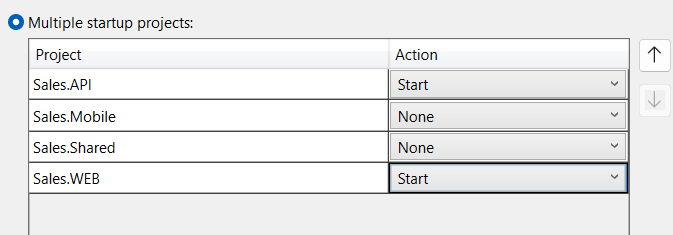 Multiple startup projects:
Project Action
Sales.API Start
Sales.Mobile None
Sales.Shared None
Sales.WEB Start